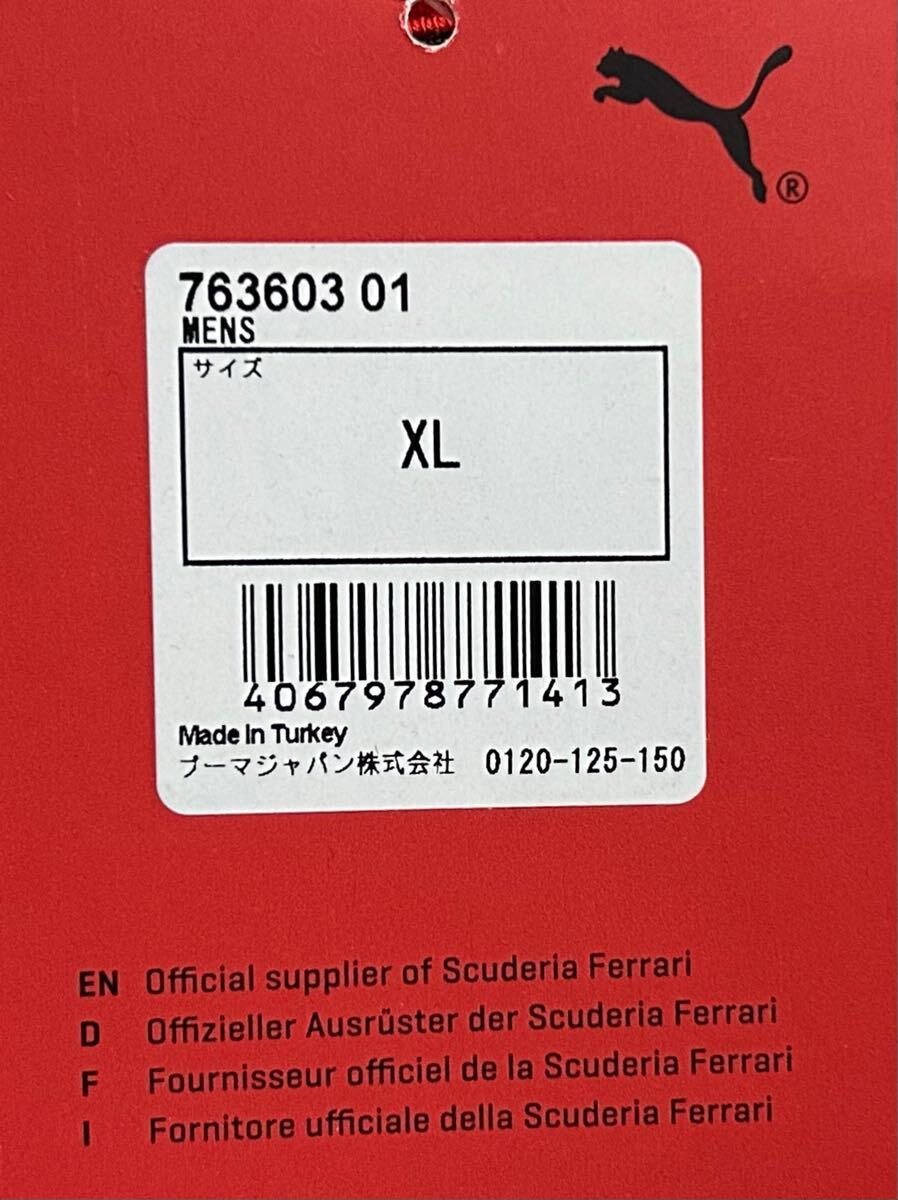 ®
763603 01
MENS
サイズ
XL
4067978771413
Made in Turkey
プーマジャパン株式会社 0120-125-150
EN Official supplier of Scuderia Ferrari
D Offizieller Ausrüster der Scuderia Ferrari
F Fournisseur officiel de la Scuderia Ferrari
I Fornitore ufficiale della Scuderia Ferrari